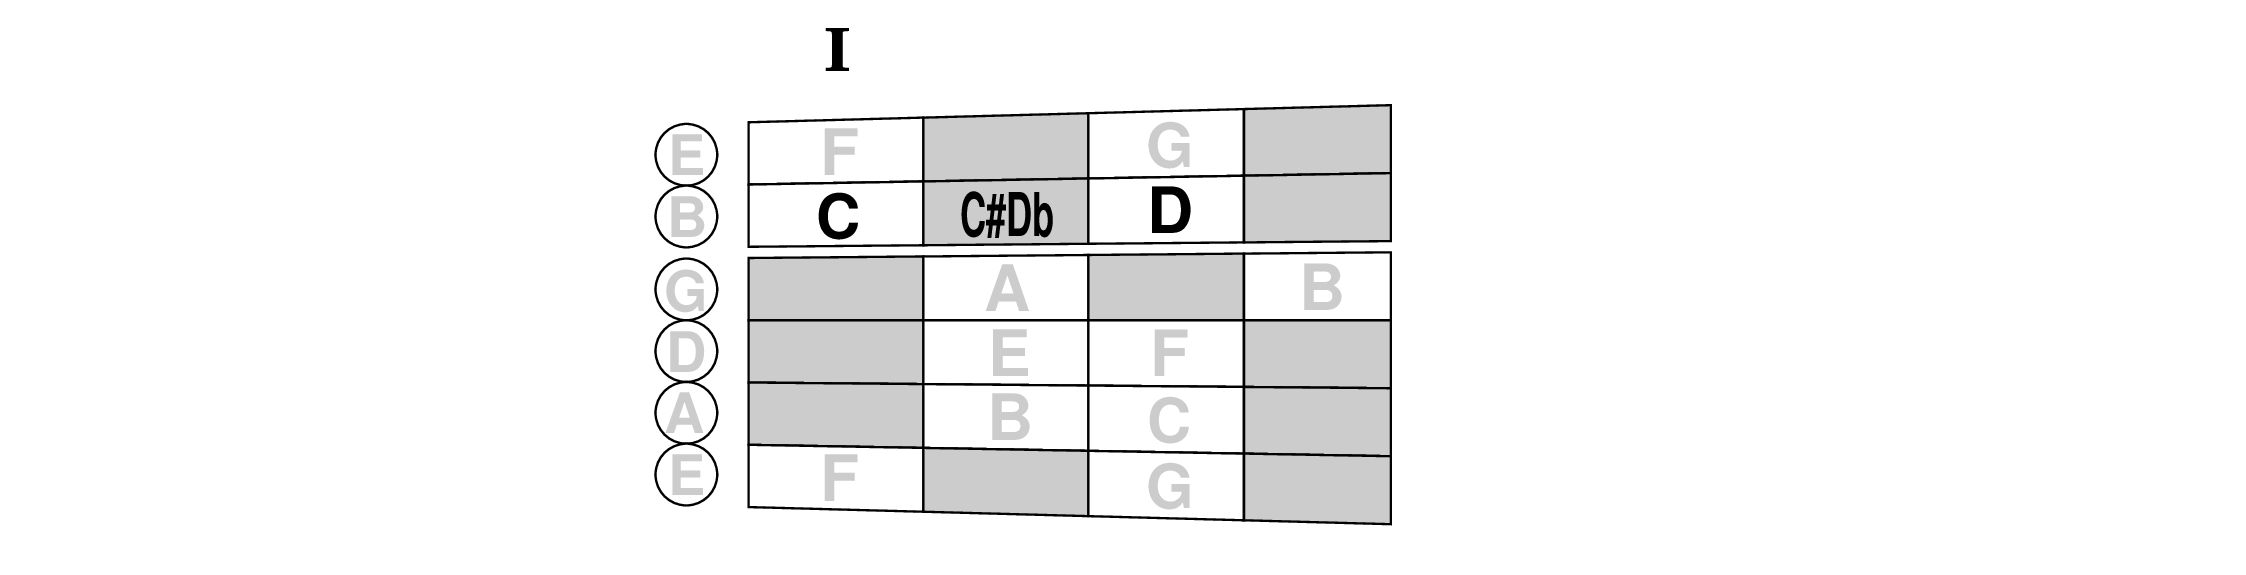 I
E F G
B C C#Db D
G A B
D E F
A B C
E F G